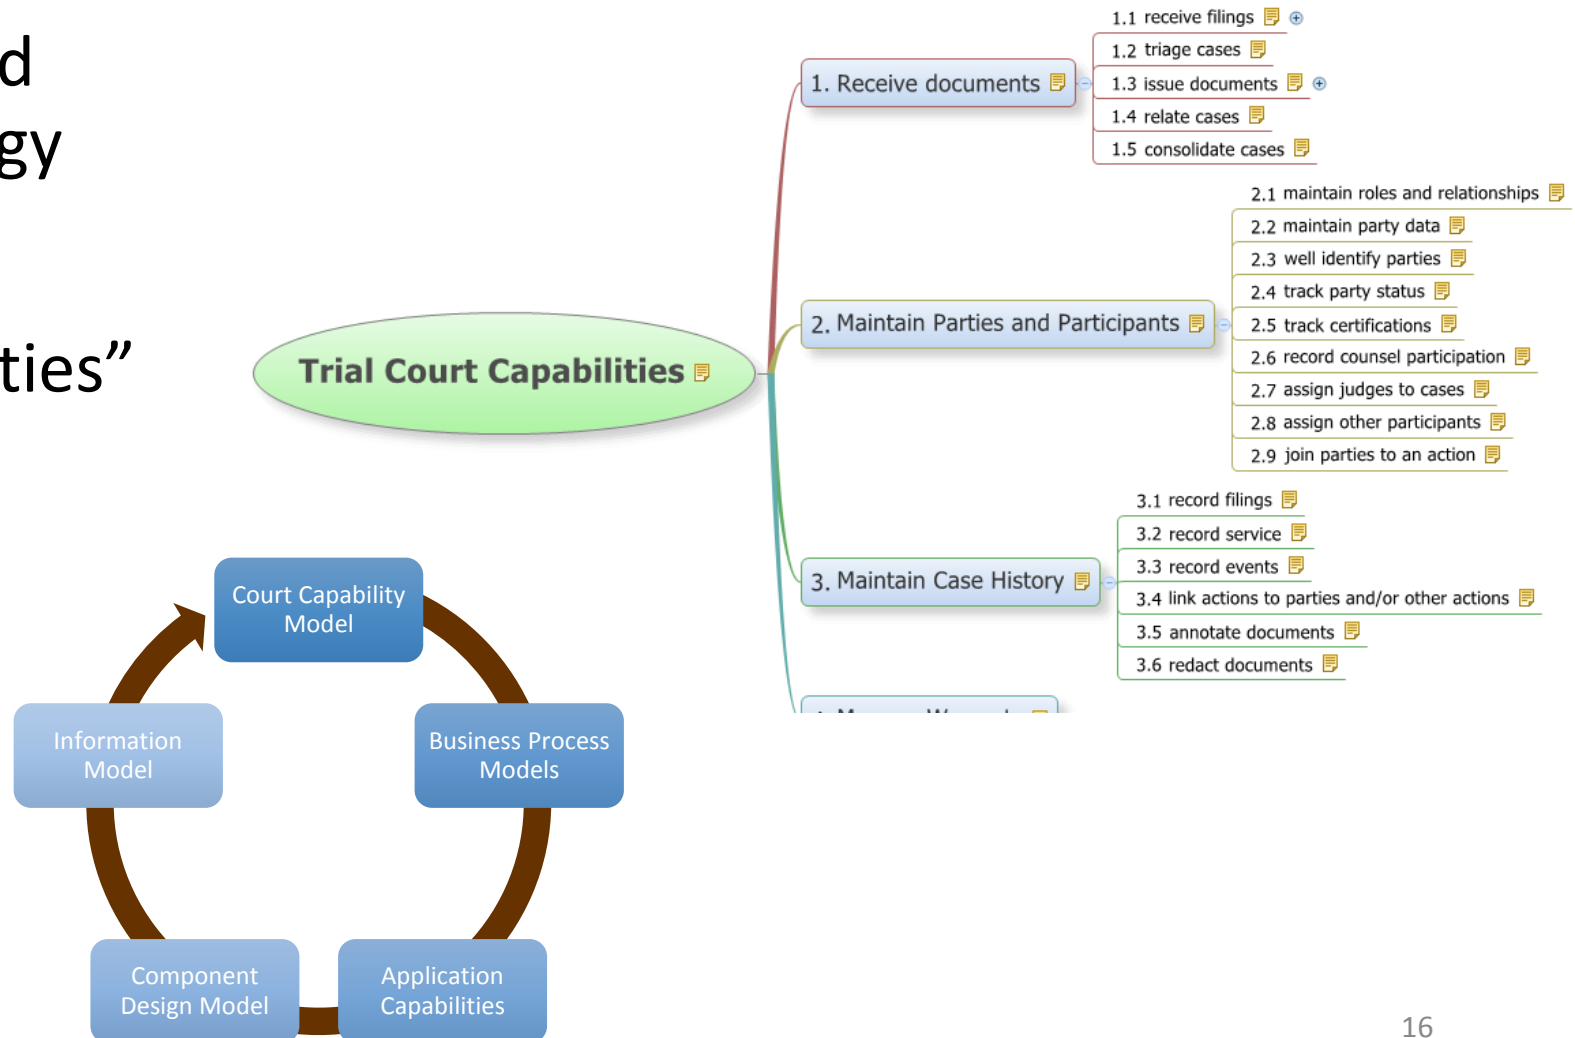 d
gy
ties”
Trial Court Capabilities
1. Receive documents
1.1 receive filings
1.2 triage cases
1.3 issue documents
1.4 relate cases
1.5 consolidate cases
2. Maintain Parties and Participants
2.1 maintain roles and relationships
2.2 maintain party data
2.3 well identify parties
2.4 track party status
2.5 track certifications
2.6 record counsel participation
2.7 assign judges to cases
2.8 assign other participants
2.9 join parties to an action
3. Maintain Case History
3.1 record filings
3.2 record service
3.3 record events
3.4 link actions to parties and/or other actions
3.5 annotate documents
3.6 redact documents
Court Capability
Model
Business Process
Models
Application
Capabilities
Component
Design Model
Information
Model
16